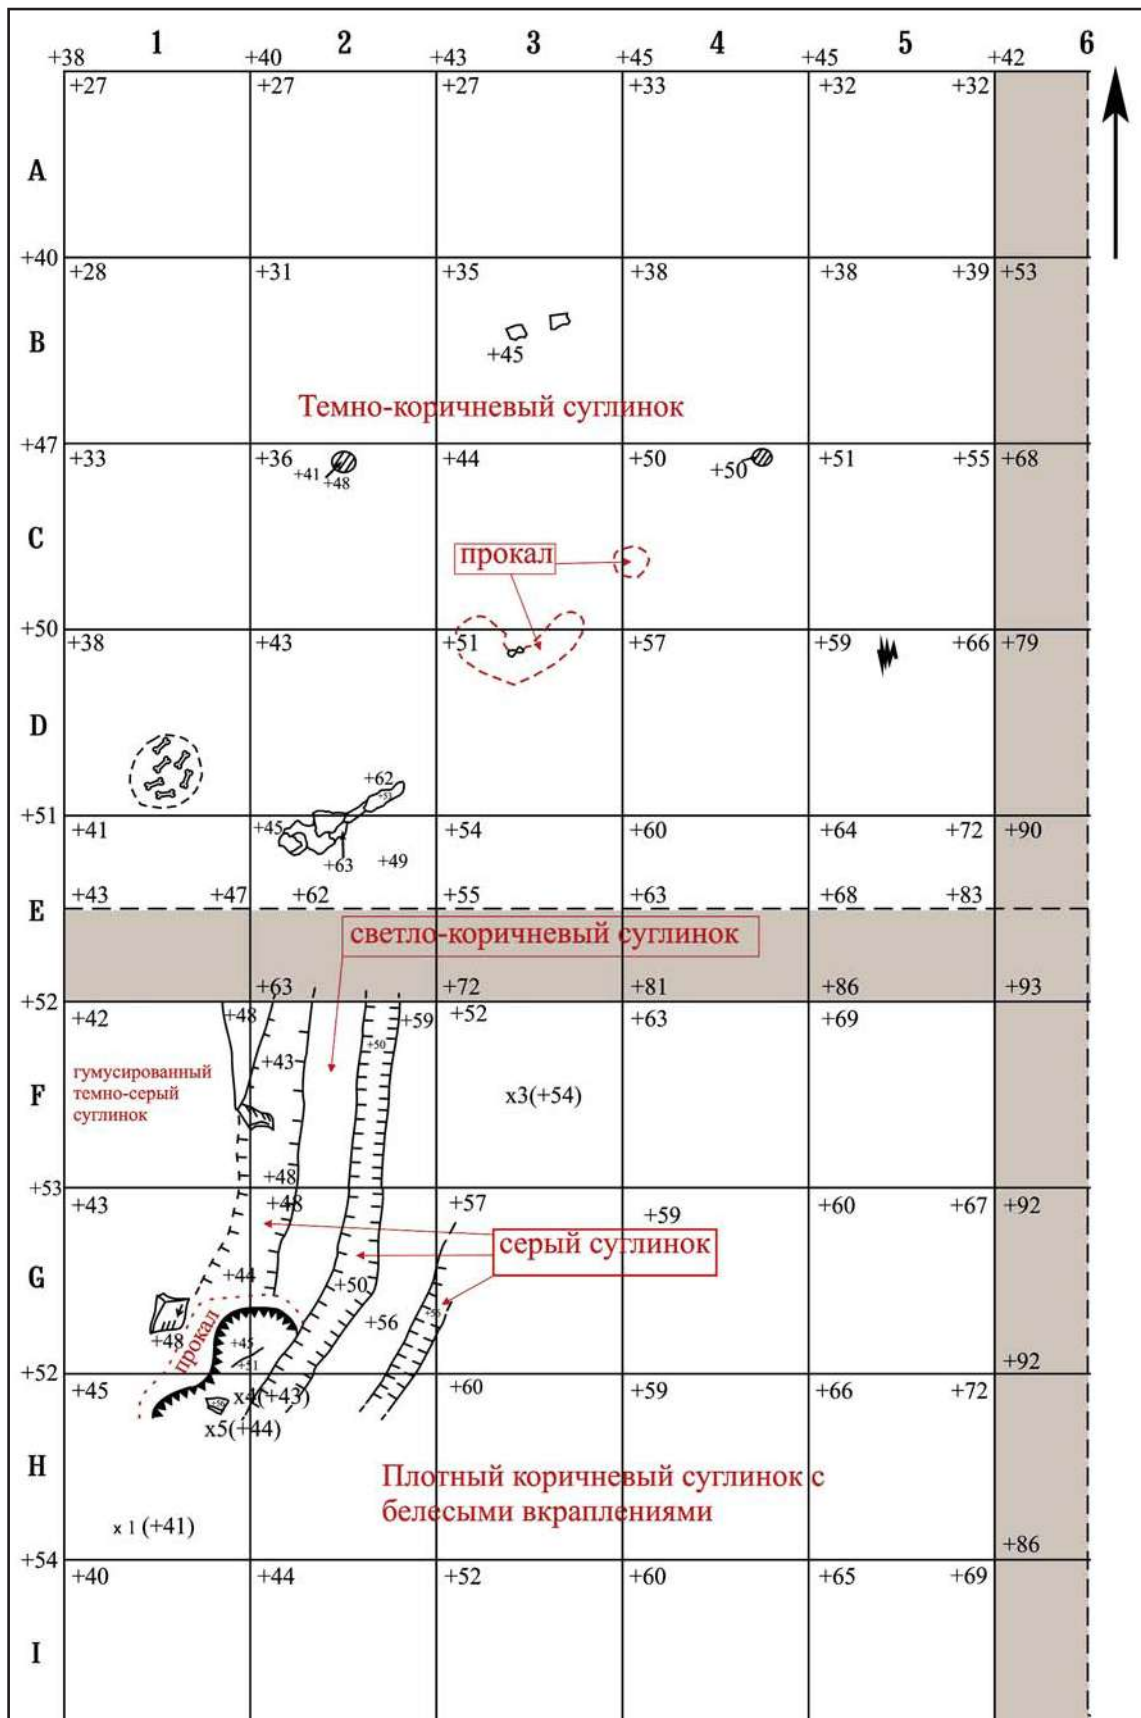 1 2 3 4 5 6
+38 +40 +43 +45 +45 +42
+27 +27 +27 +33 +32 +32
A
+40
+28 +31 +35 +38 +38 +39 +53
B
+45
Темно-коричневый суглинок
+47
+33 +36 +44 +50 +51 +55 +68
+41 +48 +50
C
прокал
+50
+38 +43 +51 +57 +59 +66 +79
D
+62
+51
+41 +45 +54 +60 +64 +72 +90
+63 +49
+43 +47 +62 +55 +63 +68 +83
E
светло-коричневый суглинок
+63 +72 +81 +86 +93
+52
+42 +48 +59 +52 +63 +69
+50
+43
гумусированный
темно-серый
суглинок
F
x3(+54)
+48
+53
+43 +48 +57 +59 +60 +67 +92
серый суглинок
G
+44 +50
+56
+48 прокал +45
+51
+92
+52
+45 x4(+43) +60 +59 +66 +72
x5(+44)
H
Плотный коричневый суглинок с
белесыми вкраплениями
x 1 (+41)
+86
+54
+40 +44 +52 +60 +65 +69
I